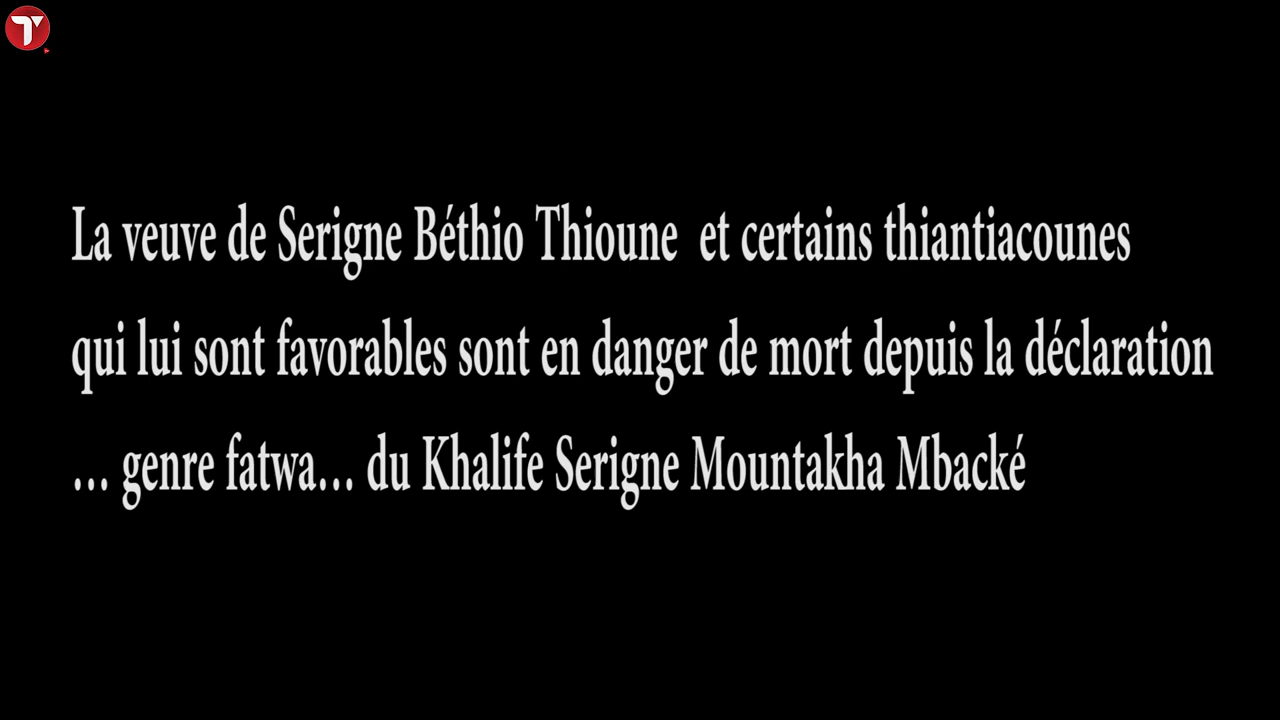 T
La veuve de Serigne Béthio Thioune et certains thiantiacounes
qui lui sont favorables sont en danger de mort depuis la déclaration
... genre fatwa... du Khalife Serigne Mountakha Mbacké